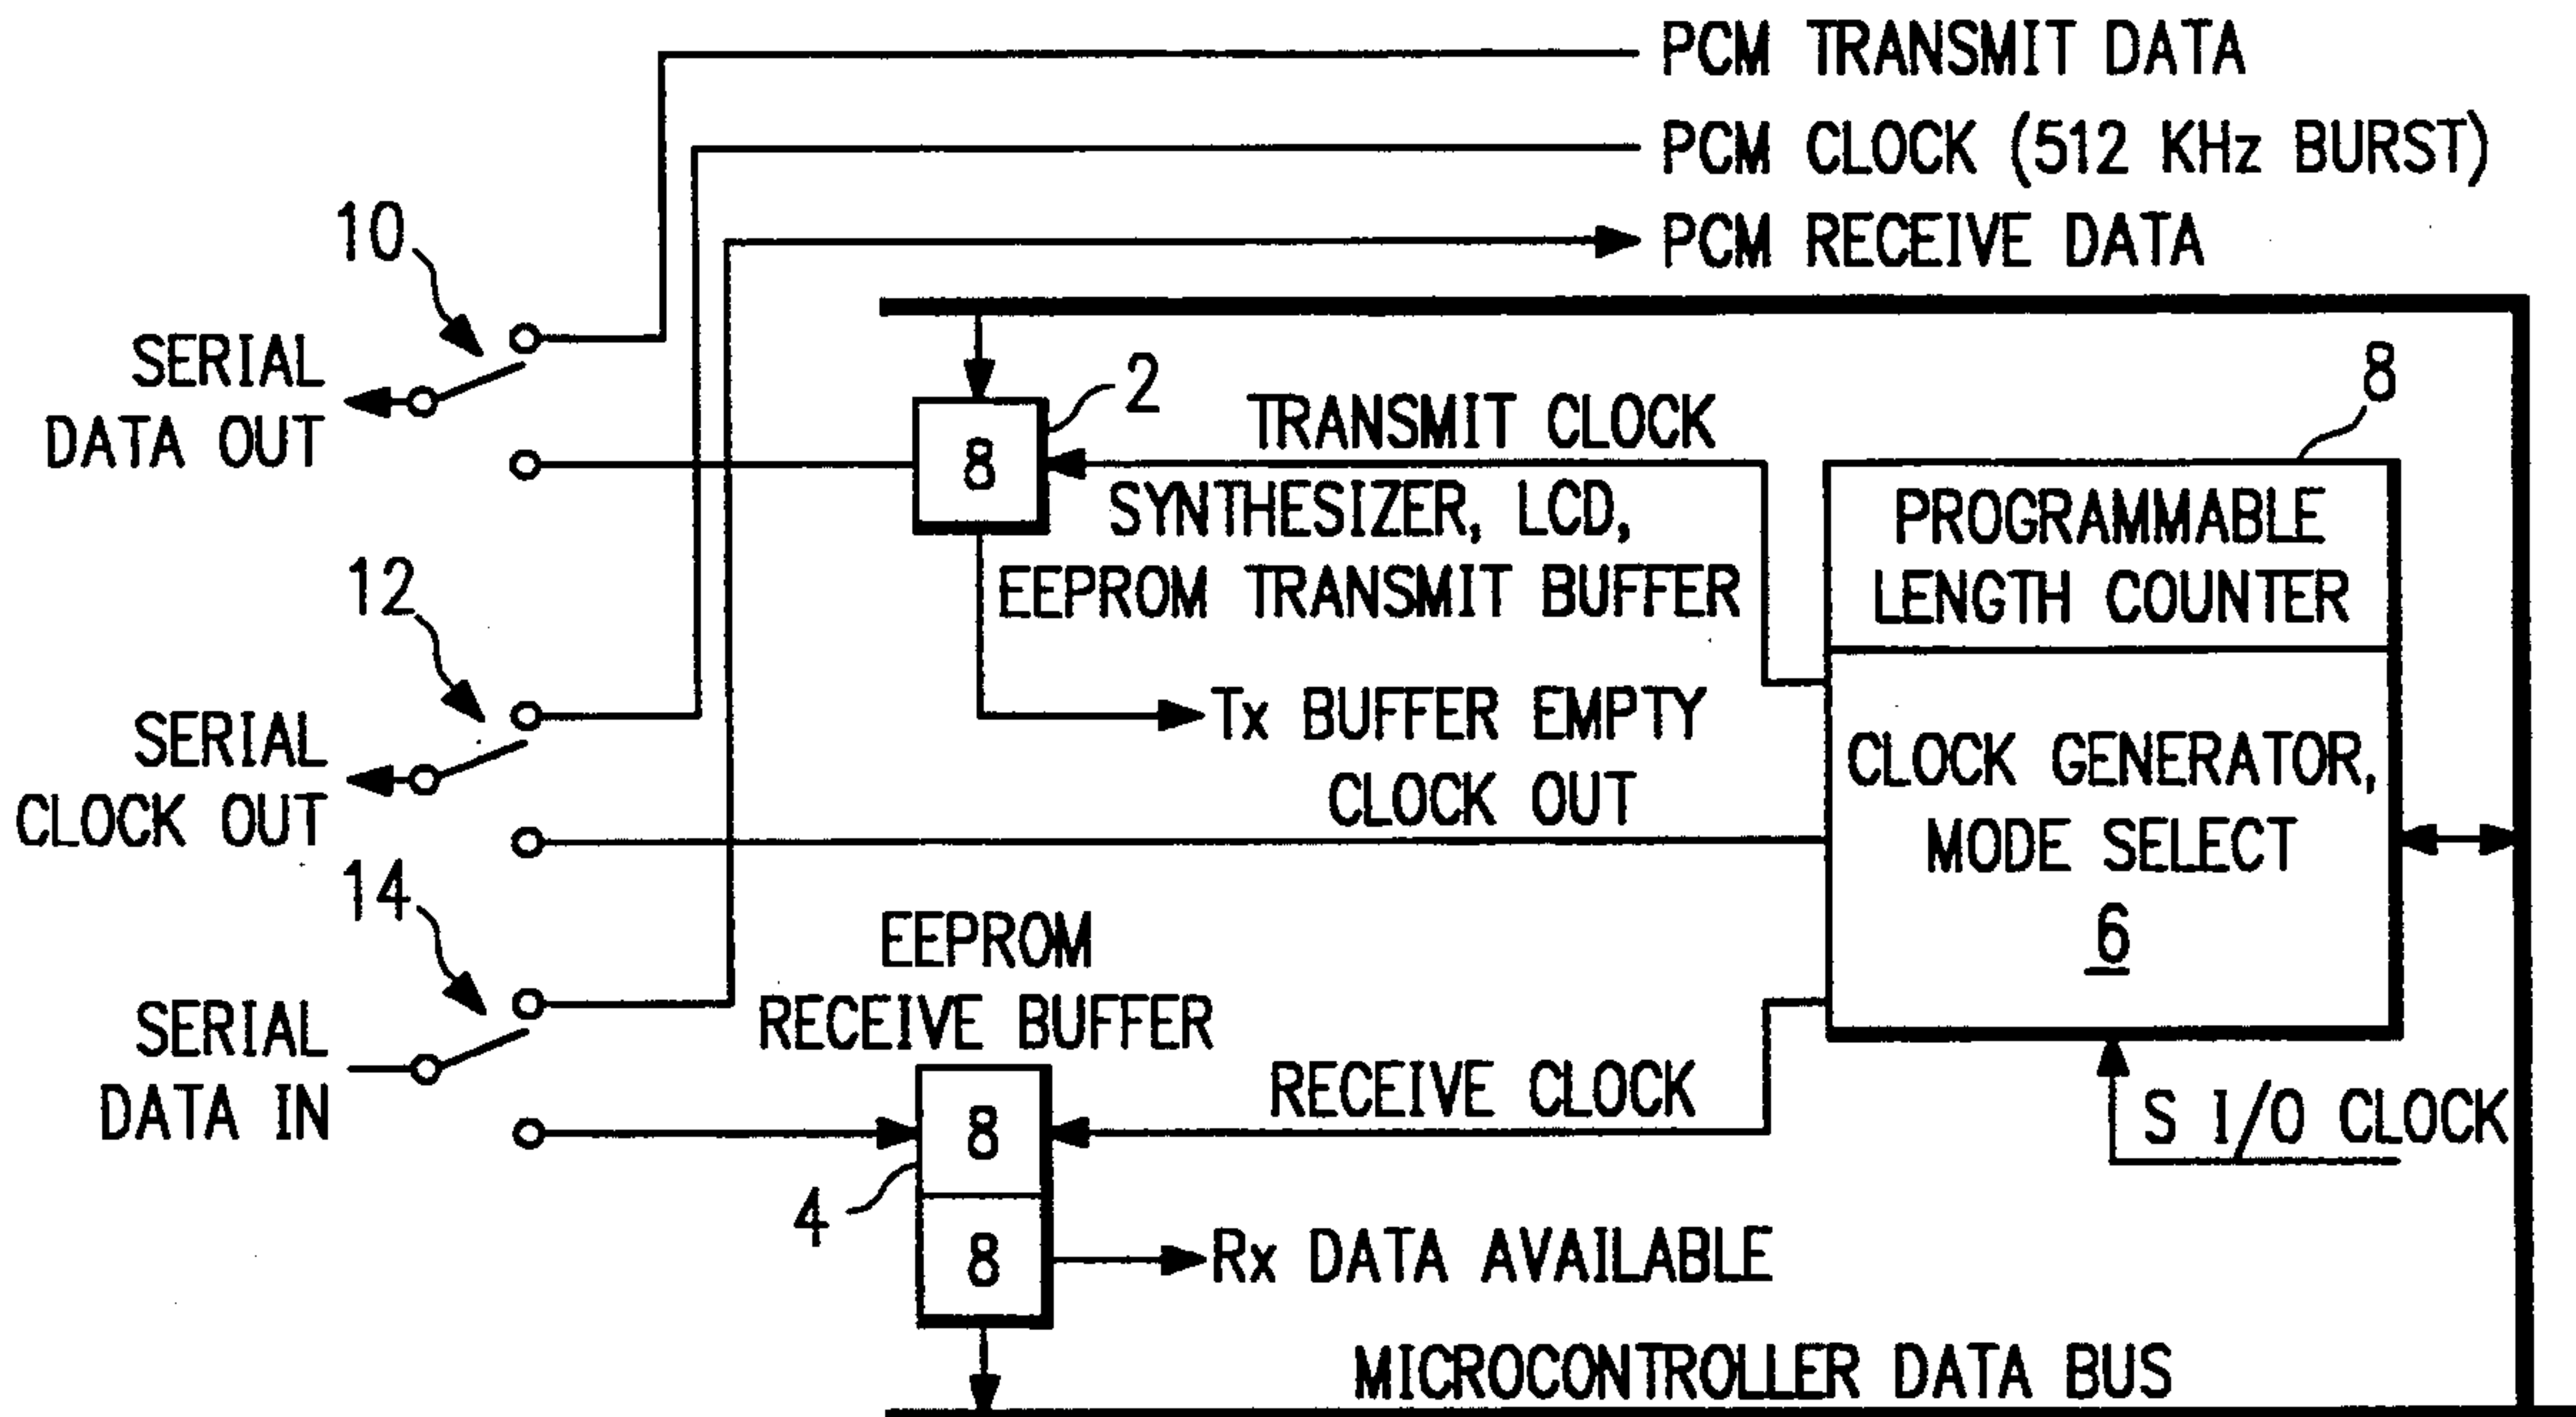 PCM TRANSMIT DATA
PCM CLOCK (512 KHz BURST)
PCM RECEIVE DATA
10
SERIAL
DATA OUT
2
8
TRANSMIT CLOCK
SYNTHESIZER, LCD,
EEPROM TRANSMIT BUFFER
8
PROGRAMMABLE
LENGTH COUNTER
12
SERIAL
CLOCK OUT
Tx BUFFER EMPTY
CLOCK OUT
CLOCK GENERATOR,
MODE SELECT
6
14
SERIAL
DATA IN
EEPROM
RECEIVE BUFFER
8
8
4
RECEIVE CLOCK
S I/O CLOCK
Rx DATA AVAILABLE
MICROCONTROLLER DATA BUS